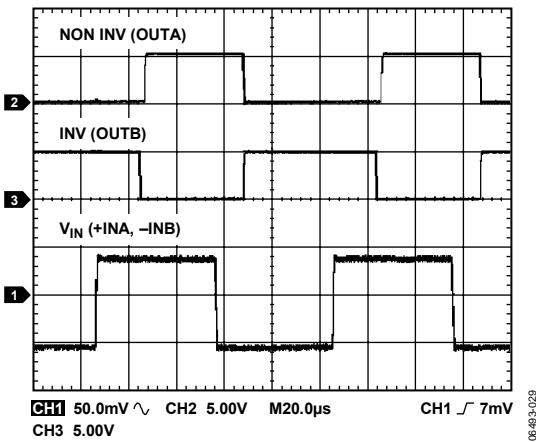 NON INV (OUTA)
2
INV (OUTB)
3
VIN (+INA, –INB)
1
CH1 50.0mV ∿ CH2 5.00V M20.0µs CH1 ⌡ 7mV
CH3 5.00V
06493-029